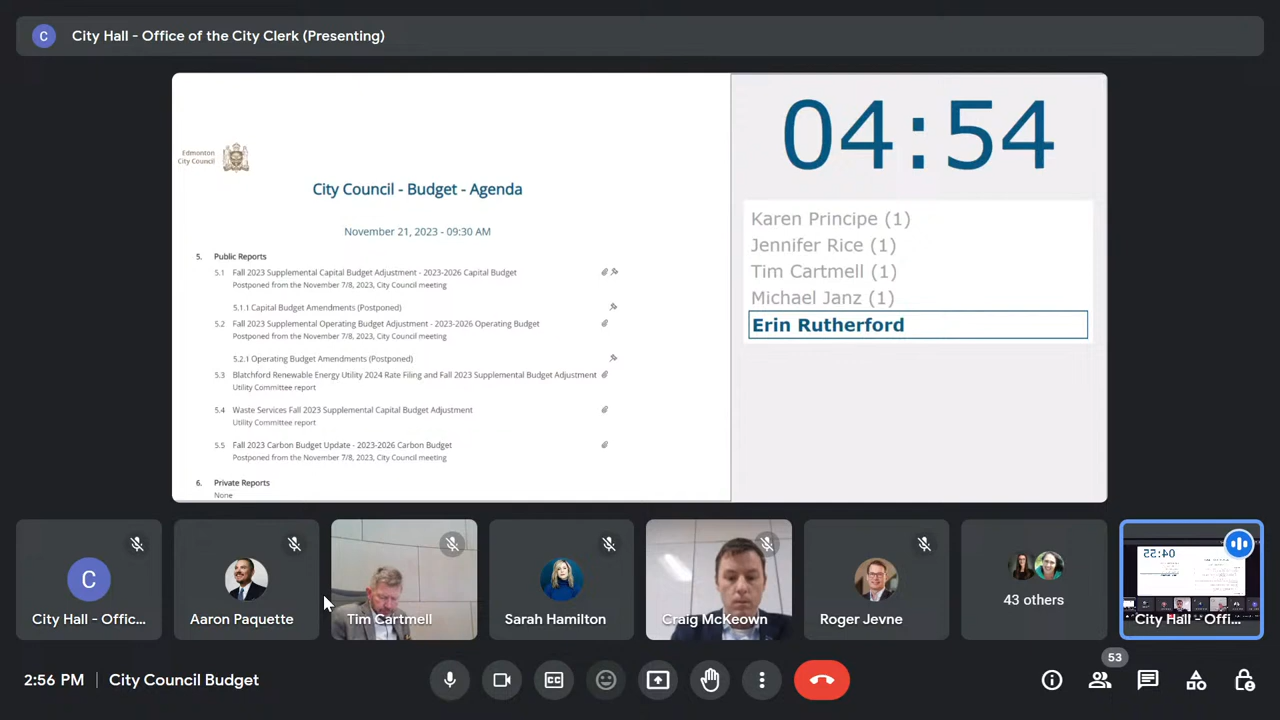 C City Hall - Office of the City Clerk (Presenting)
Edmonton
City Council
City Council - Budget - Agenda
November 21, 2023 - 09:30 AM
5. Public Reports
5.1 Fall 2023 Supplemental Capital Budget Adjustment - 2023-2026 Capital Budget
Postponed from the November 7/8, 2023, City Council meeting
5.1.1 Capital Budget Amendments (Postponed)
5.2 Fall 2023 Supplemental Operating Budget Adjustment - 2023-2026 Operating Budget
Postponed from the November 7/8, 2023, City Council meeting
5.2.1 Operating Budget Amendments (Postponed)
5.3 Blatchford Renewable Energy Utility 2024 Rate Filing and Fall 2023 Supplemental Budget Adjustment
Utility Committee report
5.4 Waste Services Fall 2023 Supplemental Capital Budget Adjustment
Utility Committee report
5.5 Fall 2023 Carbon Budget Update - 2023-2026 Carbon Budget
Postponed from the November 7/8, 2023, City Council meeting
6. Private Reports
None
04:54
Karen Principe (1)
Jennifer Rice (1)
Tim Cartmell (1)
Michael Janz (1)
Erin Rutherford
C
City Hall - Offic...
Aaron Paquette
Tim Cartmell
Sarah Hamilton
Craig McKeown
Roger Jevne
43 others
04:54
City Hall - Offi...
2:56 PM | City Council Budget
53